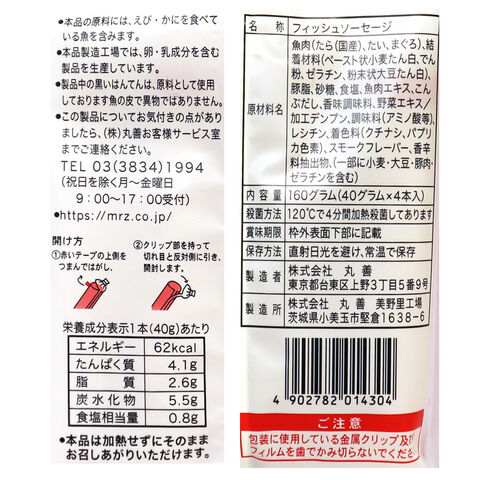 ●本品の原料には、えび・かにを食べて
いる魚を使用しています。
●本品製造工場では、卵・乳成分を含む
製品を生産しています。
●製品中の黒いはんてんは、原料として使用
しております魚の皮で異物ではありません。
●この製品についてお気付きの点があり
ましたら、(株)丸善お客様サービス室
までご連絡ください。
TEL 03(3834)1994
(祝日を除く月〜金曜日
9:00〜17:00受付)
●https://mrz.co.jp/
開け方
①赤いテープの上側を
つまんではがし、
②クリップ部を持って
切れ目と反対側に引き、
開封します。
栄養成分表示1本(40g)あたり
エネルギー 62kcal
たんぱく質 4.1g
脂質 2.6g
炭水化物 5.5g
食塩相当量 0.8g
●本品は加熱せずにそのまま
お召しあがりいただけます。
名称 フィッシュソーセージ
原材料名 魚肉(たら(国産)、たい、まぐろ)、結
着材料(ペースト状小麦たん白、でん
粉、ゼラチン、粉末状大豆たん白)、
豚脂、砂糖、食塩、魚肉エキス、こん
ぶだし、香味調味料、野菜エキス/
加工デンプン、調味料(アミノ酸等)、
レシチン、着色料(クチナシ、パプリ
カ色素)、スモークフレーバー、香辛
料抽出物、(一部に小麦・大豆・豚肉・
ゼラチンを含む)
内容量 160グラム(40グラム×4本入)
殺菌方法 120℃で4分間加熱殺菌してあります
賞味期限 枠外表面下部に記載
保存方法 直射日光を避け、常温で保存
製造者 株式会社 丸善
東京都台東区上野3丁目5番9号
製造所 株式会社 丸善 美野里工場
茨城県小美玉市堅倉1638-6
4 902782 014304
ご注意
包装に使用している金属クリップ及び
フィルムを歯でかみ切らないでください。